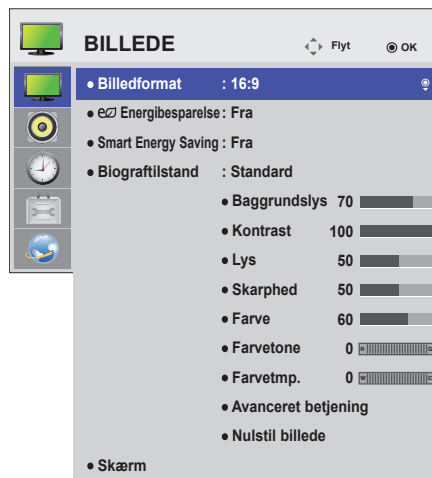 BILLEDE Flyt OK
● Billedformat : 16:9
● e Energibesparelse : Fra
● Smart Energy Saving : Fra
● Biograftilstand : Standard
● Baggrundslys 70
● Kontrast 100
● Lys 50
● Skarphed 50
● Farve 60
● Farvetone 0 R G
● Farvetmp. 0 W C
● Avanceret betjening
● Nulstil billede
● Skærm